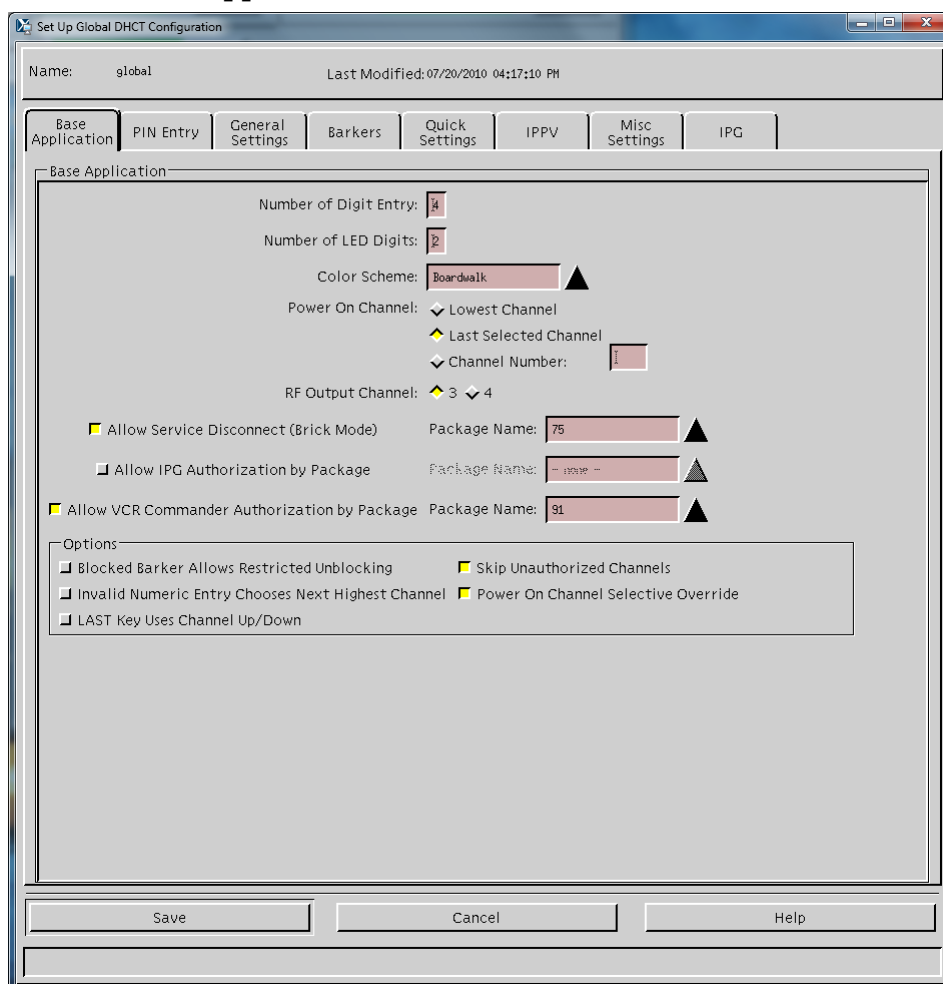 Set Up Global DHCT Configuration
Name: global Last Modified: 07/20/2010 04:17:10 PM
Base Application PIN Entry General Settings Barkers Quick Settings IPPV Misc Settings IPG
Base Application
Number of Digit Entry: 4
Number of LED Digits: 2
Color Scheme: Boardwalk
Power On Channel: Lowest Channel
Last Selected Channel
Channel Number:
RF Output Channel: 3 4
Allow Service Disconnect (Brick Mode) Package Name: 75
Allow IPG Authorization by Package Package Name: - none -
Allow VCR Commander Authorization by Package Package Name: 91
Options
Blocked Barker Allows Restricted Unblocking Skip Unauthorized Channels
Invalid Numeric Entry Chooses Next Highest Channel Power On Channel Selective Override
LAST Key Uses Channel Up/Down
Save Cancel Help